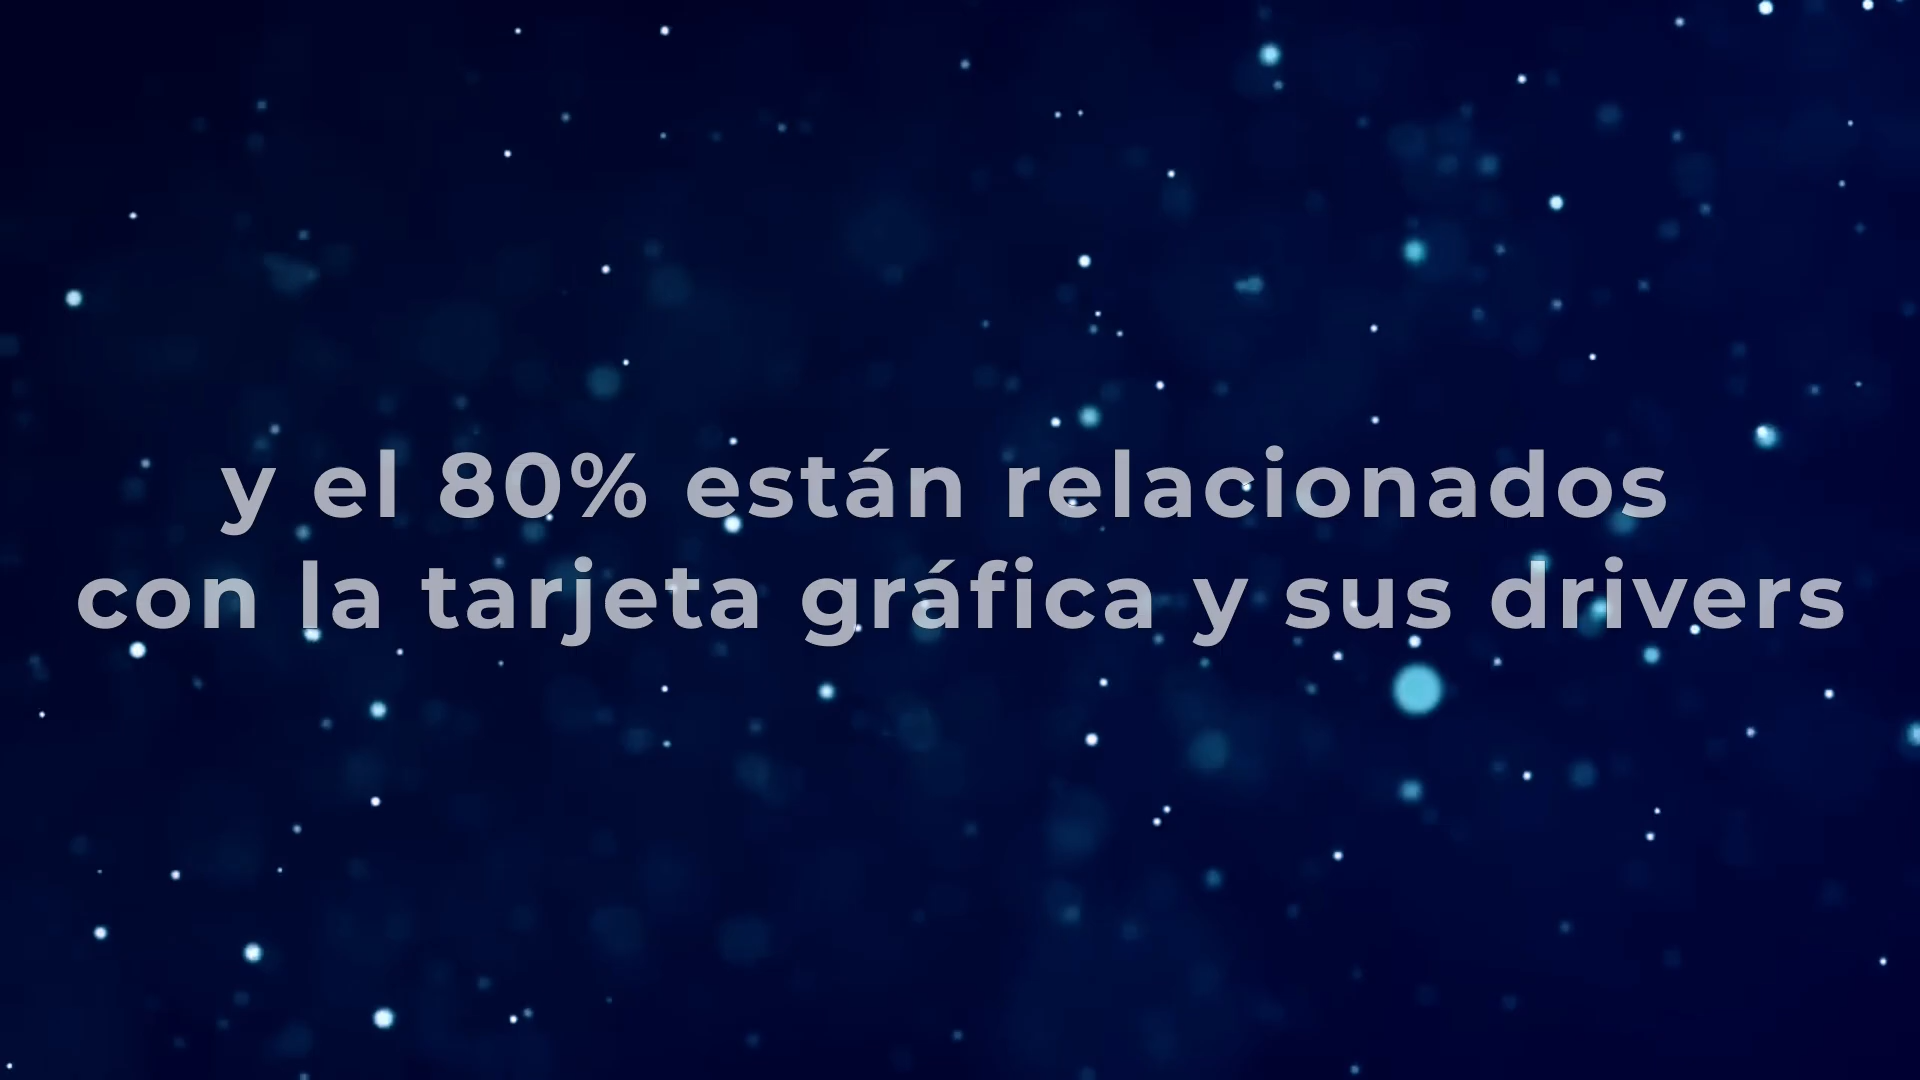 y el 80% están relacionados
con la tarjeta gráfica y sus drivers